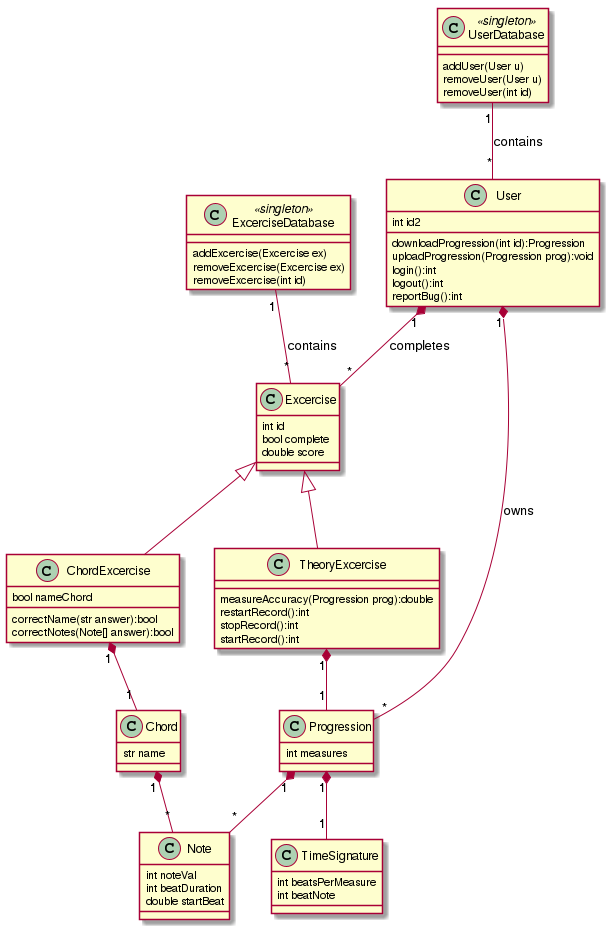 C
«singleton»
UserDatabase
addUser(User u)
removeUser(User u)
removeUser(int id)
1
contains
*
C User
int id2
downloadProgression(int id):Progression
uploadProgression(Progression prog):void
login():int
logout():int
reportBug():int
C
«singleton»
ExcerciseDatabase
addExcercise(Excercise ex)
removeExcercise(Excercise ex)
removeExcercise(int id)
1
contains
*
1
completes
*
1
owns
*
C Excercise
int id
bool complete
double score
C ChordExcercise
bool nameChord
correctName(str answer):bool
correctNotes(Note[] answer):bool
C TheoryExcercise
measureAccuracy(Progression prog):double
restartRecord():int
stopRecord():int
startRecord():int
1
1
1
1
C Chord
str name
C Progression
int measures
1
*
1
*
1
1
C Note
int noteVal
int beatDuration
double startBeat
C TimeSignature
int beatsPerMeasure
int beatNote